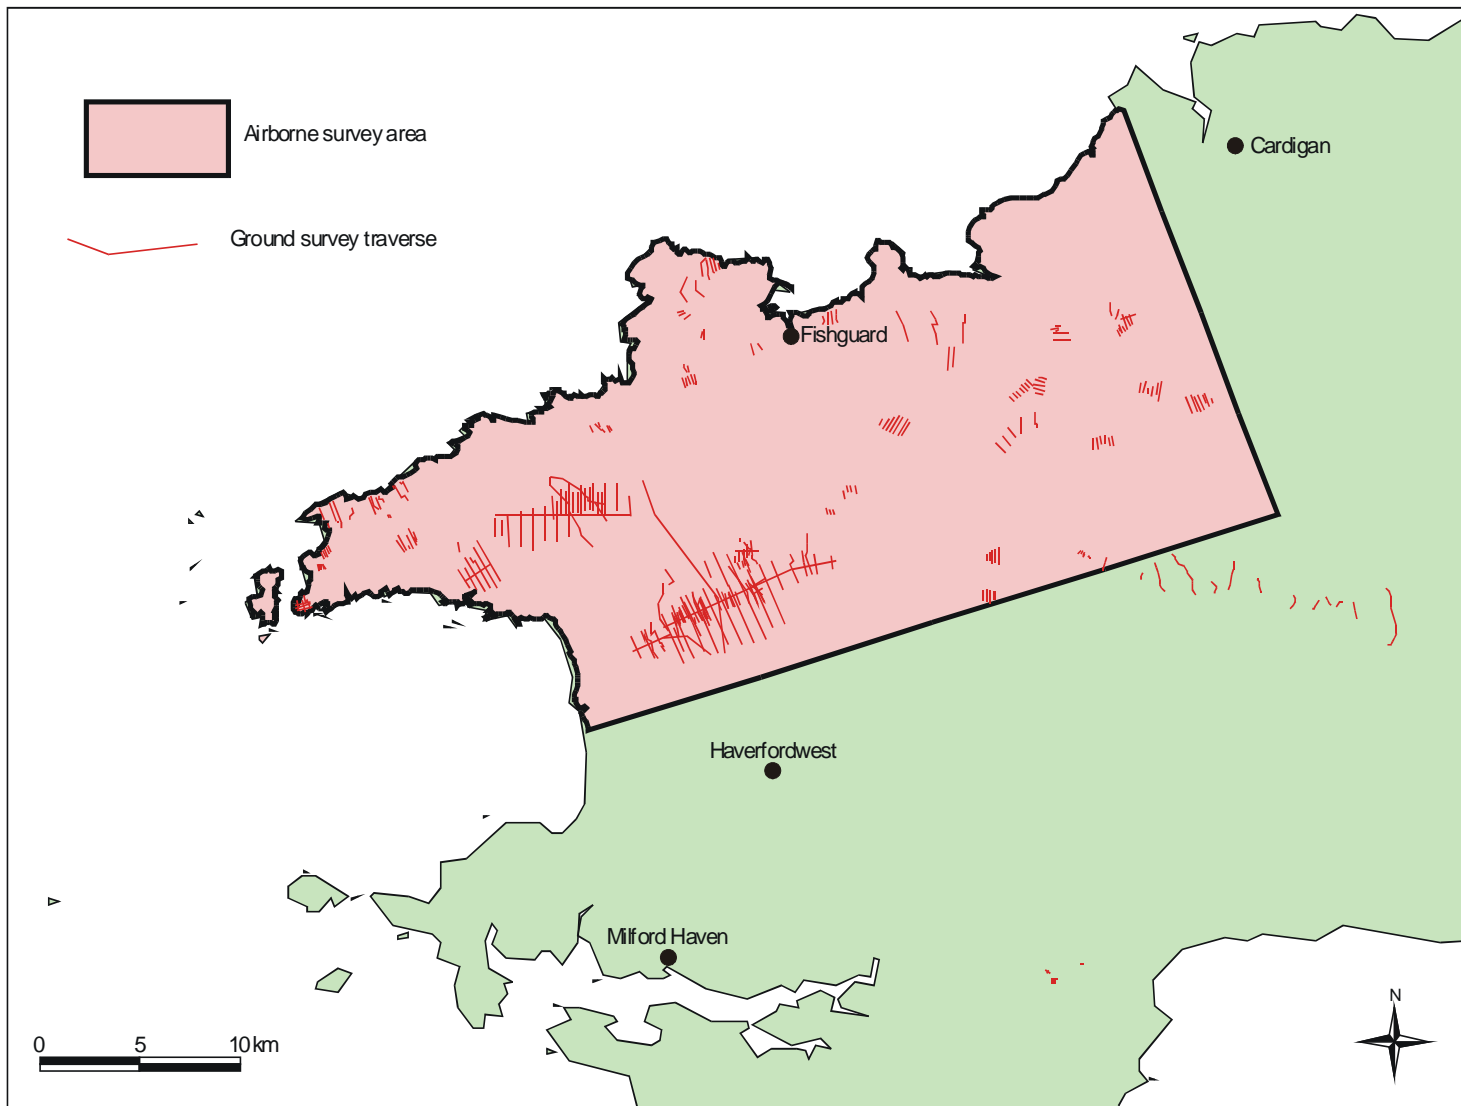 Airborne survey area
Cardigan
Ground survey traverse
Fishguard
Haverfordwest
Milford Haven
N
0 5 10km